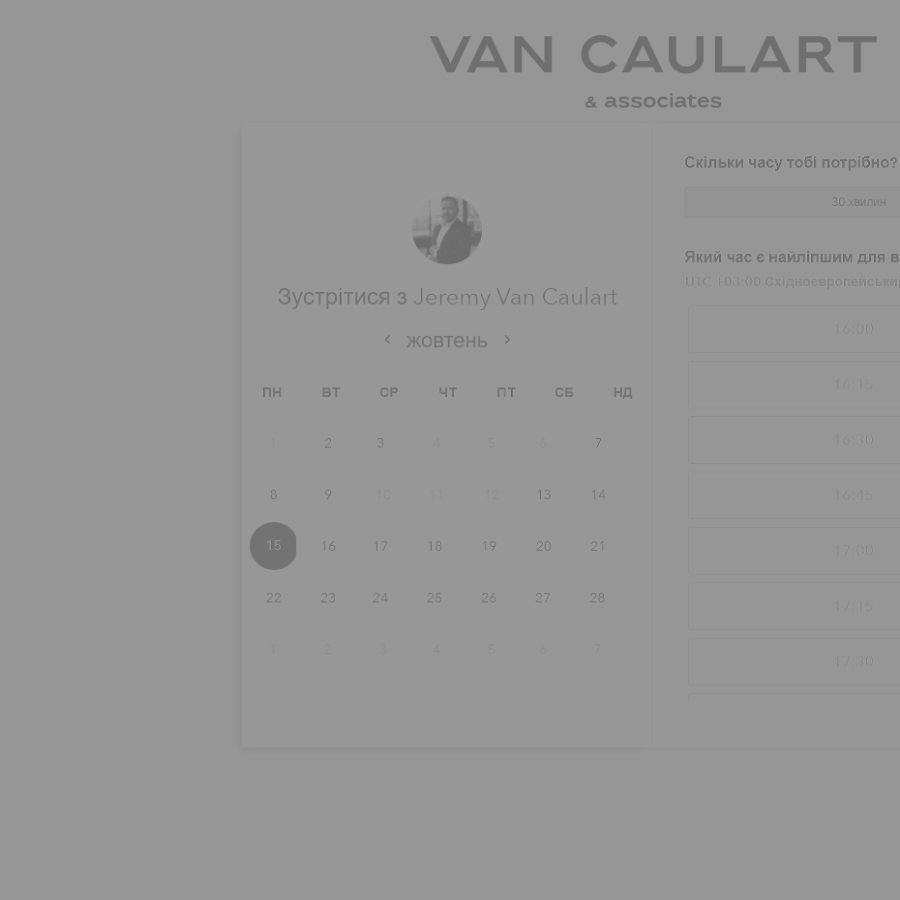 VAN CAULART
& associates
Зустрітися з Jeremy Van Caulart
жовтень
ПН ВТ СР ЧТ ПТ СБ НД
1 2 3 4 5 6 7
8 9 10 11 12 13 14
15 16 17 18 19 20 21
22 23 24 25 26 27 28
1 2 3 4 5 6 7
Скільки часу тобі потрібно?
30 хвилин
Який час є найліпшим для в
UTC +03:00 Східноєвропейськи
16:00
16:15
16:30
16:45
17:00
17:15
17:30